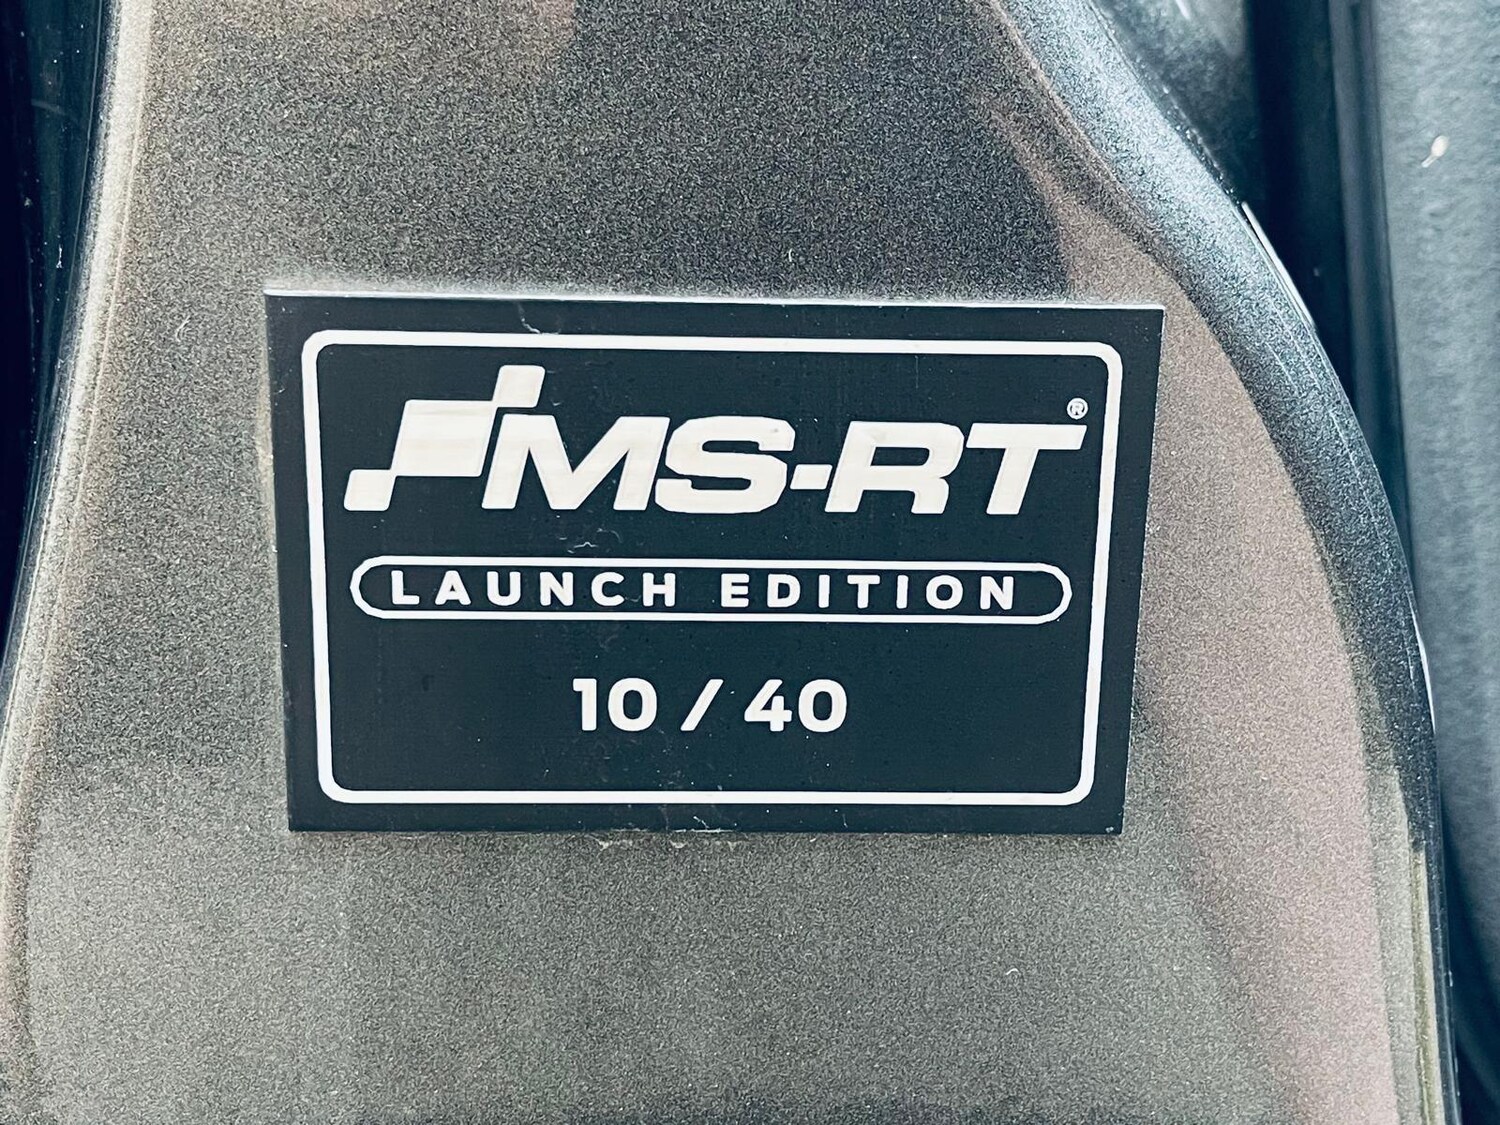 MS-RT®
LAUNCH EDITION
10 / 40